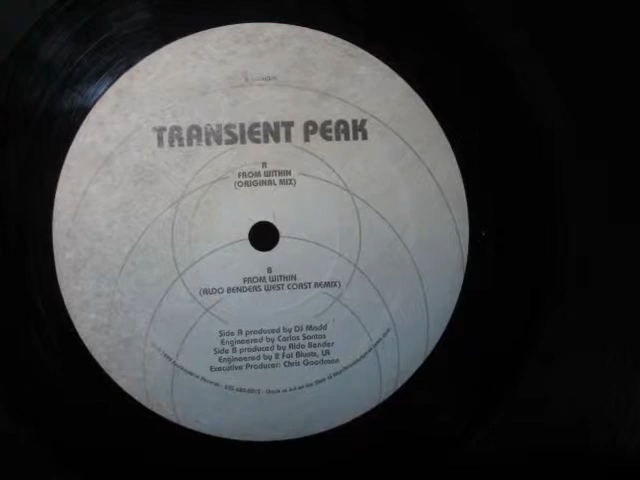 TRANSIENT PEAK
A
FROM WITHIN
(ORIGINAL MIX)
B
FROM WITHIN
(ALDO BENDERS WEST COAST REMIX)
Side A produced by DJ Madd
Engineered by Carlos Santos
Side B produced by Aldo Bender
Engineered by 2 Fat Blunts, LA
Executive Producer: Chris Goodman